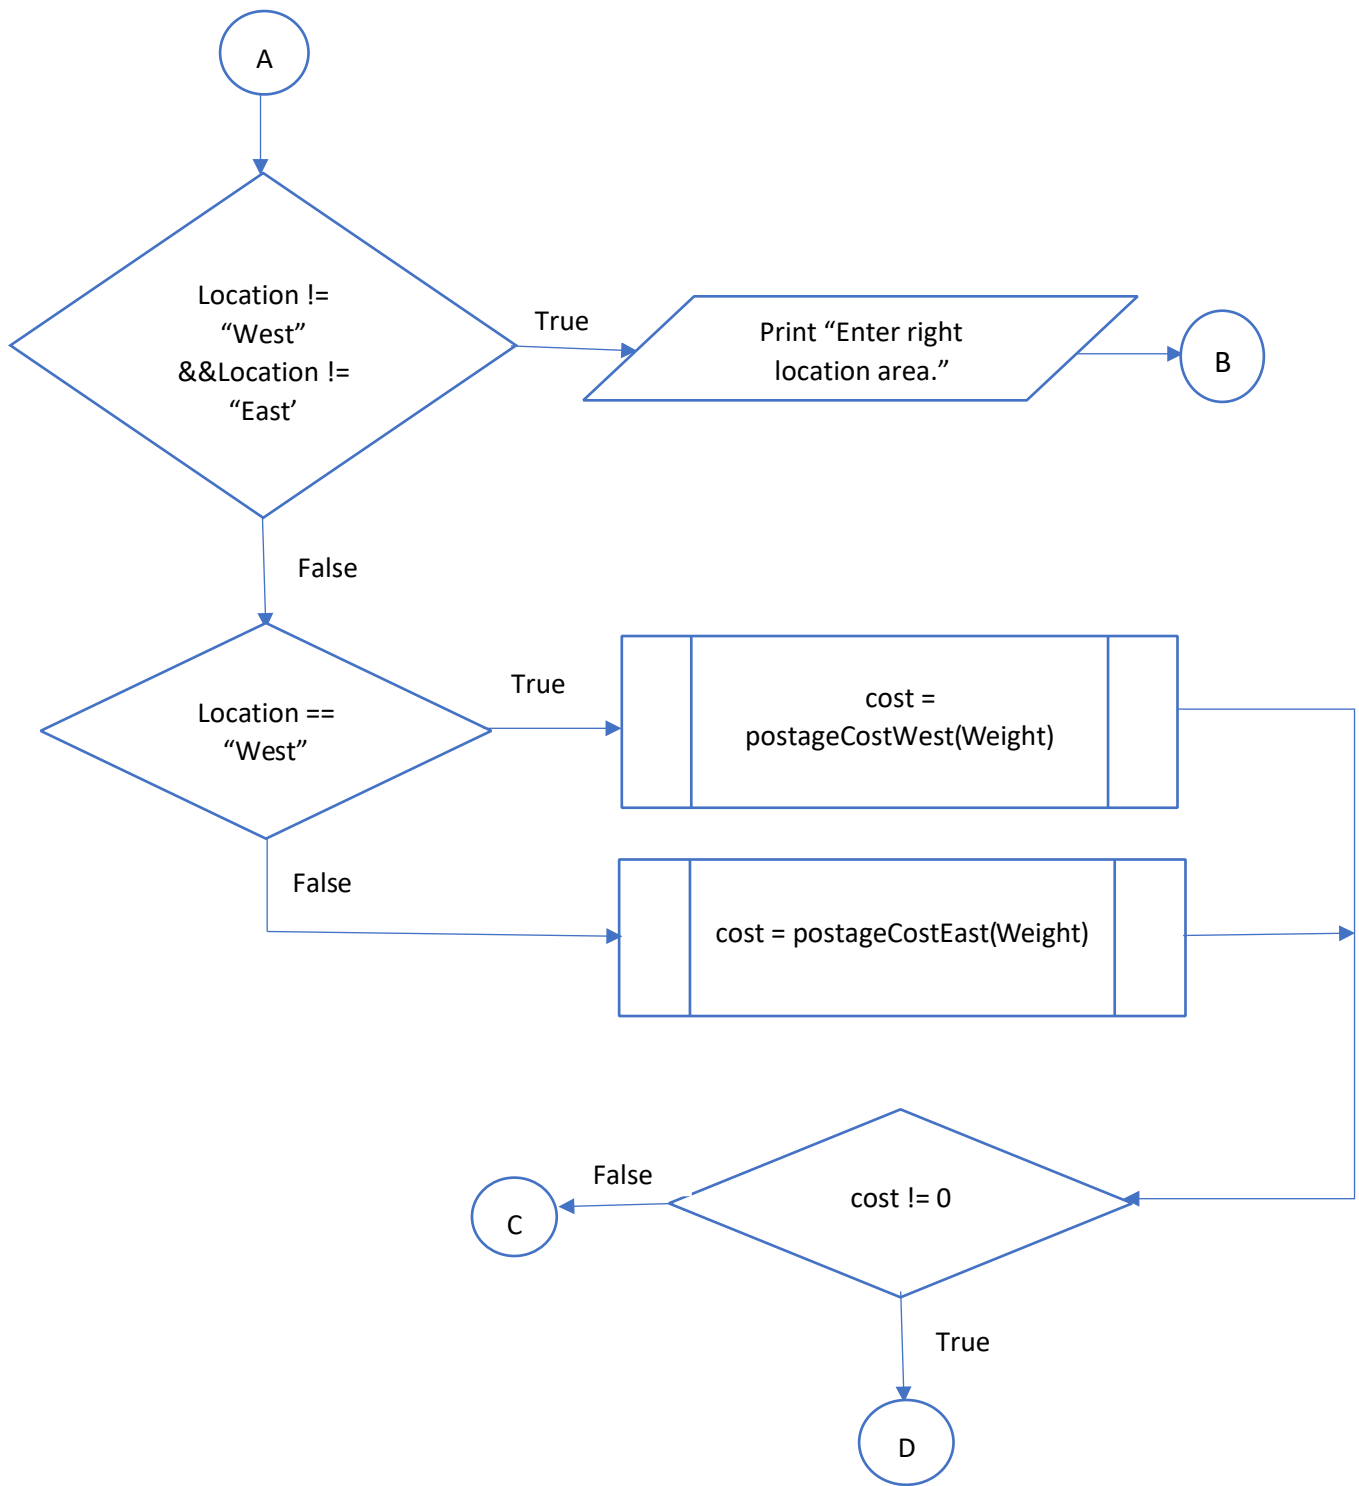 A
Location !=
“West”
&&Location !=
“East’
True
Print “Enter right
location area.”
B
False
Location ==
“West”
True
cost =
postageCostWest(Weight)
False
cost = postageCostEast(Weight)
False
C
cost != 0
True
D